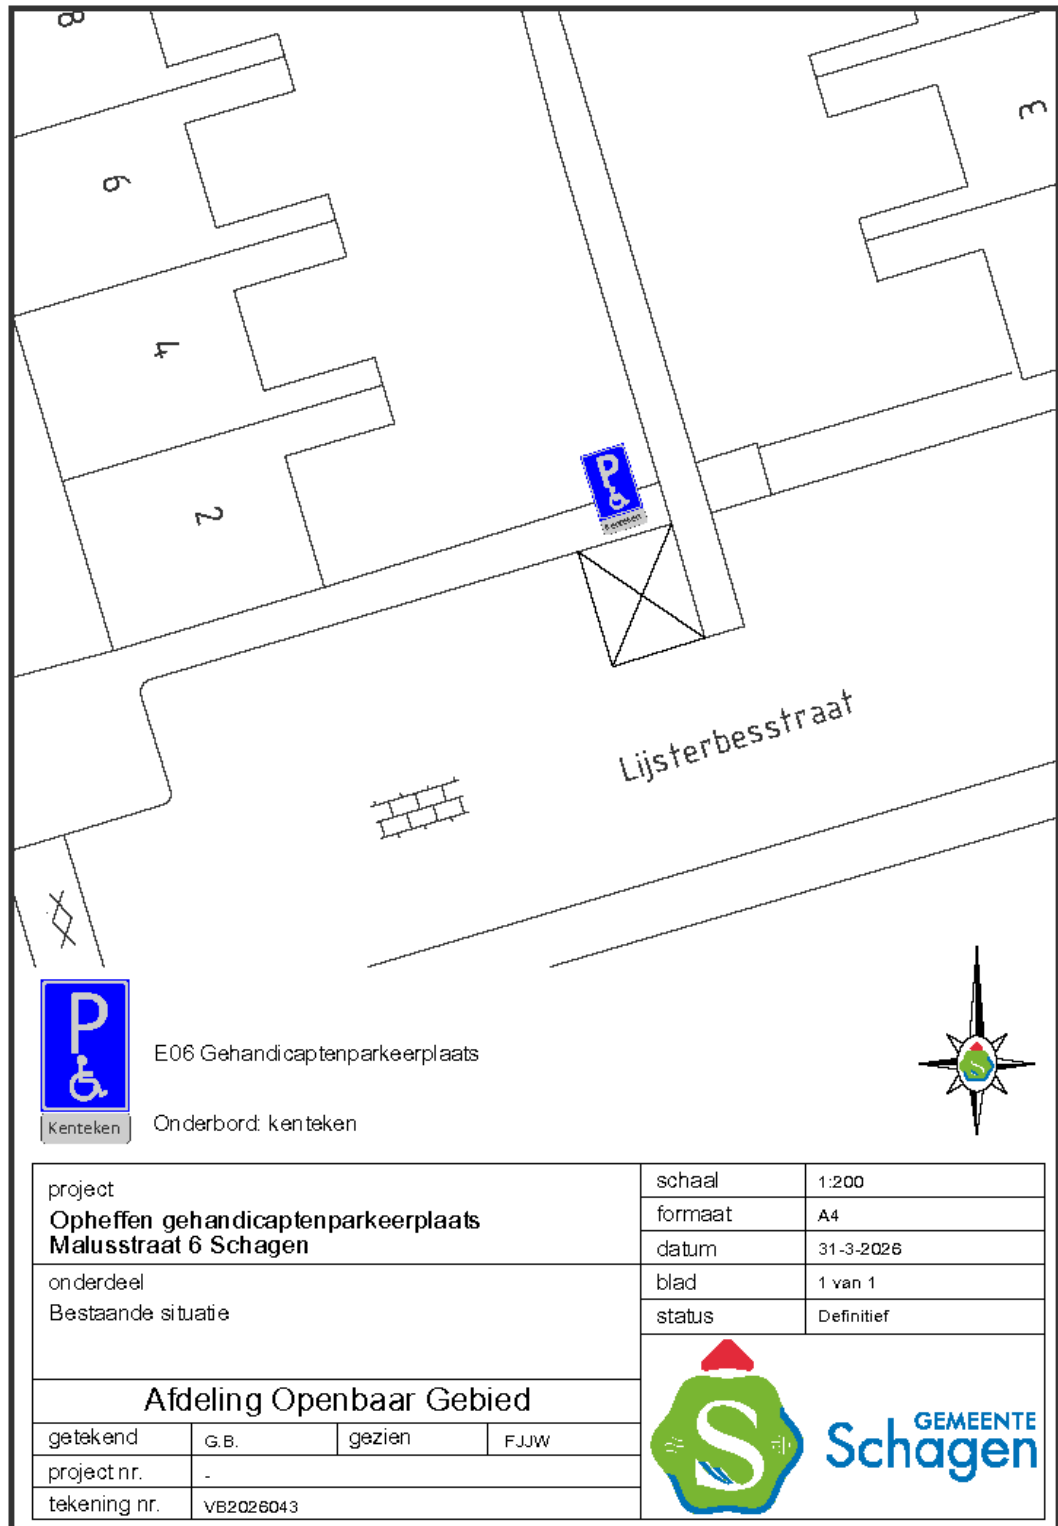 8
6
3
4
2
P
Kenteken
Lijsterbesstraat
P
Kenteken
E06 Gehandicaptenparkeerplaats
Onderbord: kenteken
S
project
Opheffen gehandicaptenparkeerplaats
Malusstraat 6 Schagen
onderdeel
Bestaande situatie
schaal 1:200
formaat A4
datum 31-3-2026
blad 1 van 1
status Definitief
Afdeling Openbaar Gebied
getekend G.B. gezien FJJW
project nr. -
tekening nr. VB2026043
S
GEMEENTE
Schagen